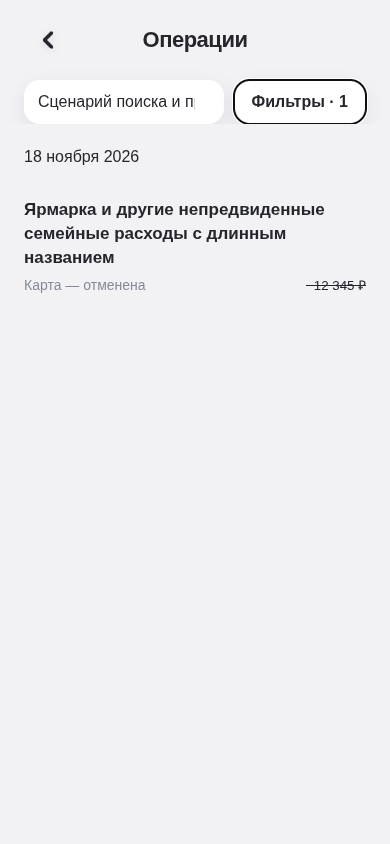 Операции
Сценарий поиска и п
Фильтры · 1
18 ноября 2026
Ярмарка и другие непредвиденные
семейные расходы с длинным
названием
Карта — отменена
−12 345 ₽